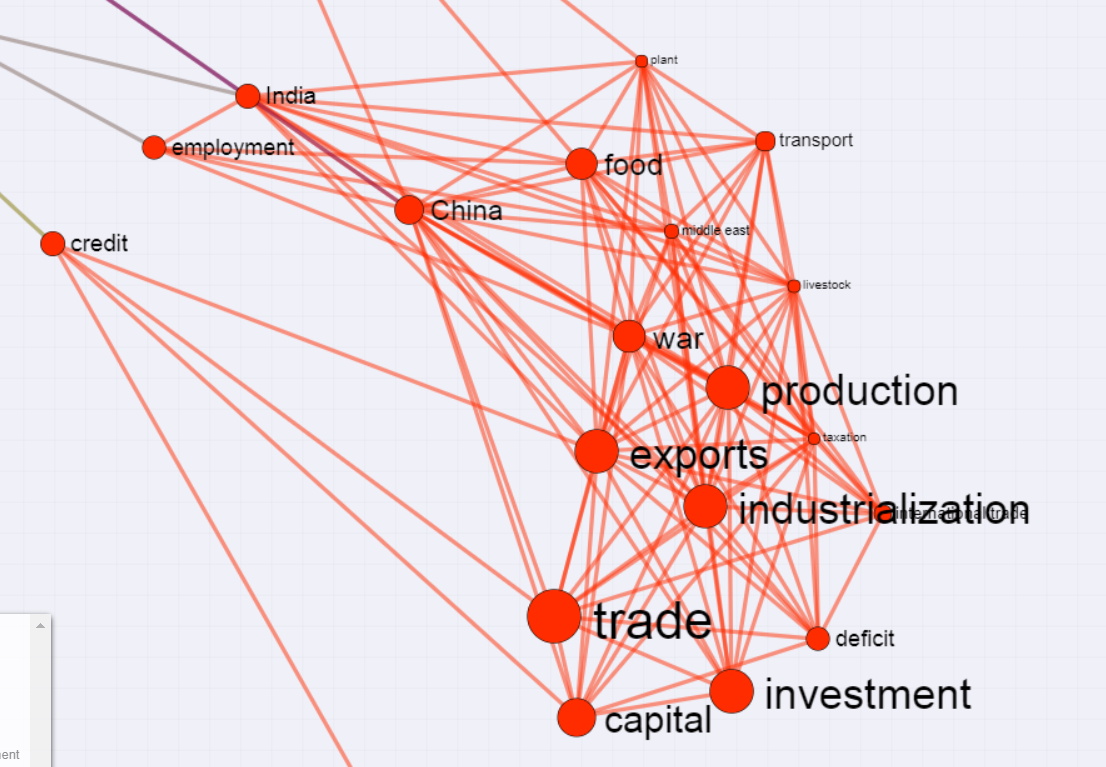 plant
India
transport
employment
food
China
middle east
credit
livestock
war
production
taxation
exports
industrialization
international trade
trade
deficit
investment
capital